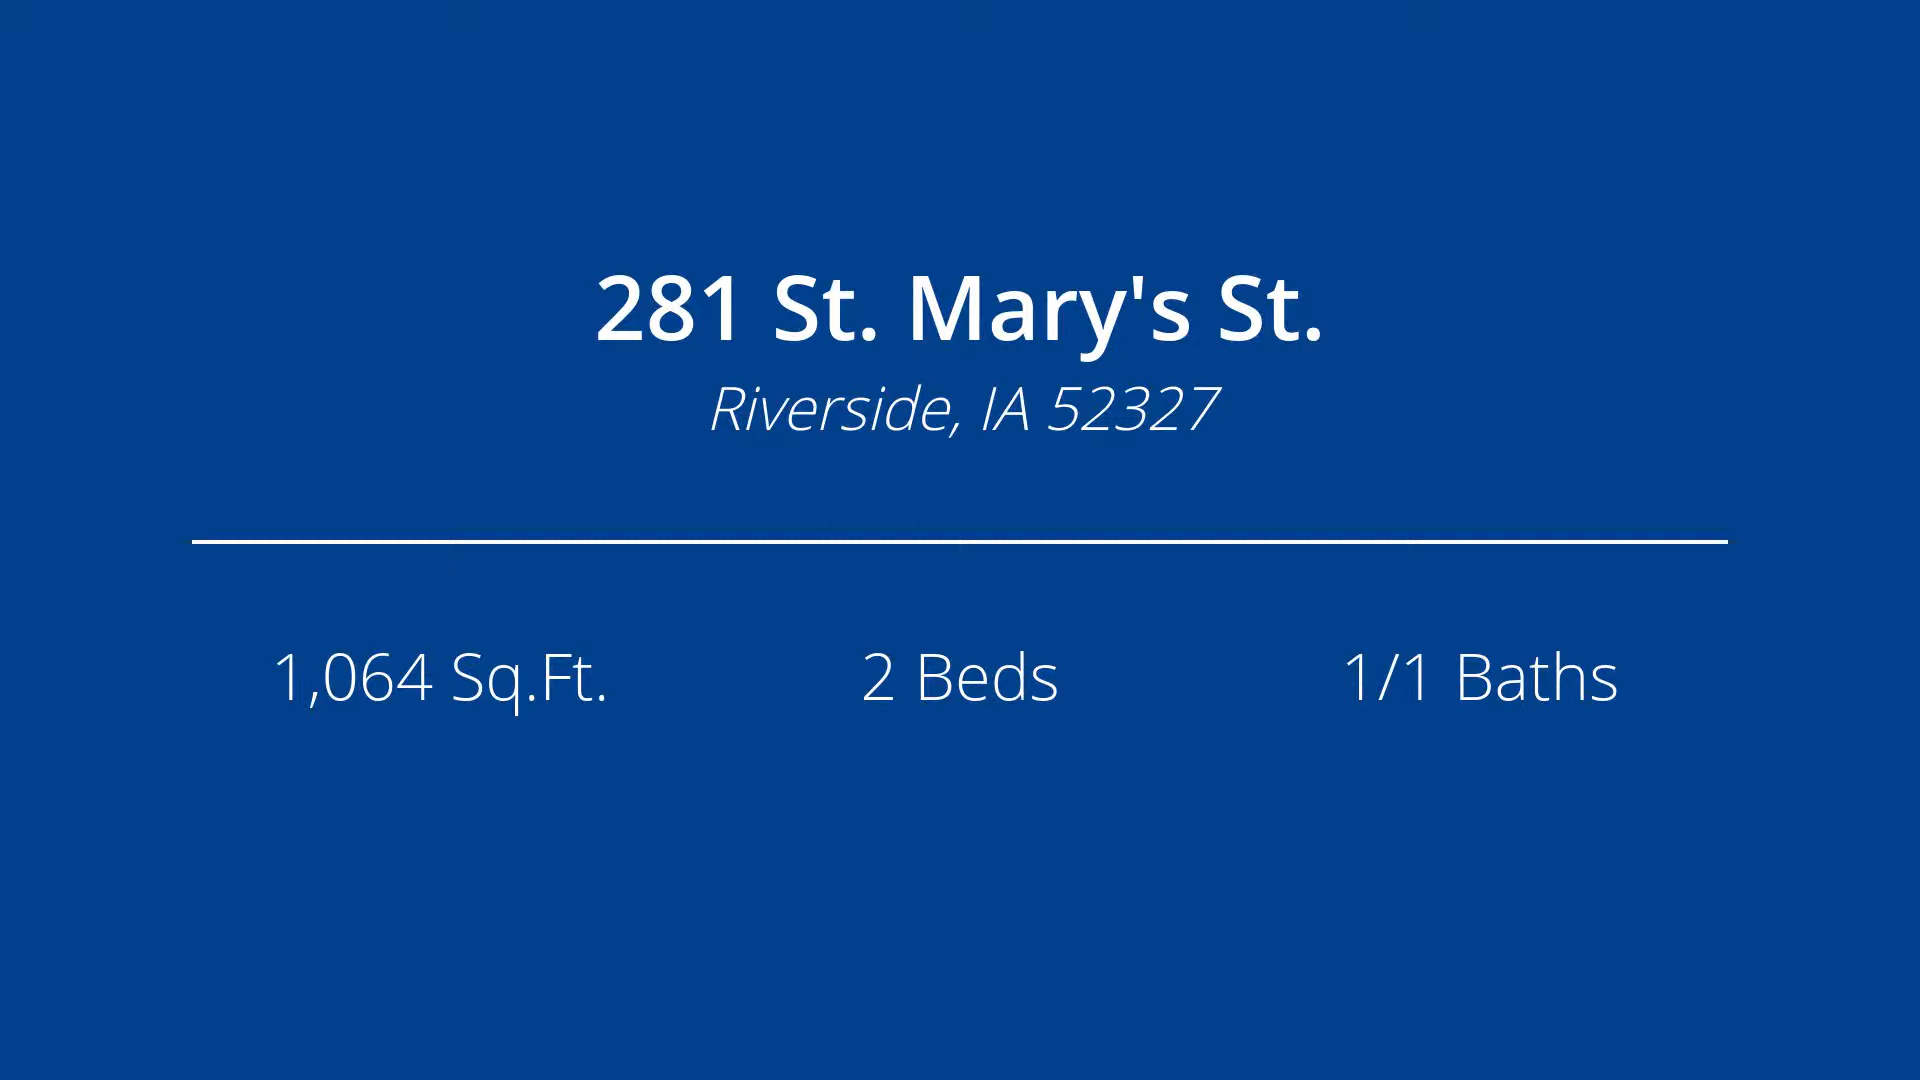 281 St. Mary's St.
Riverside, IA 52327
1,064 Sq.Ft.
2 Beds
1/1 Baths